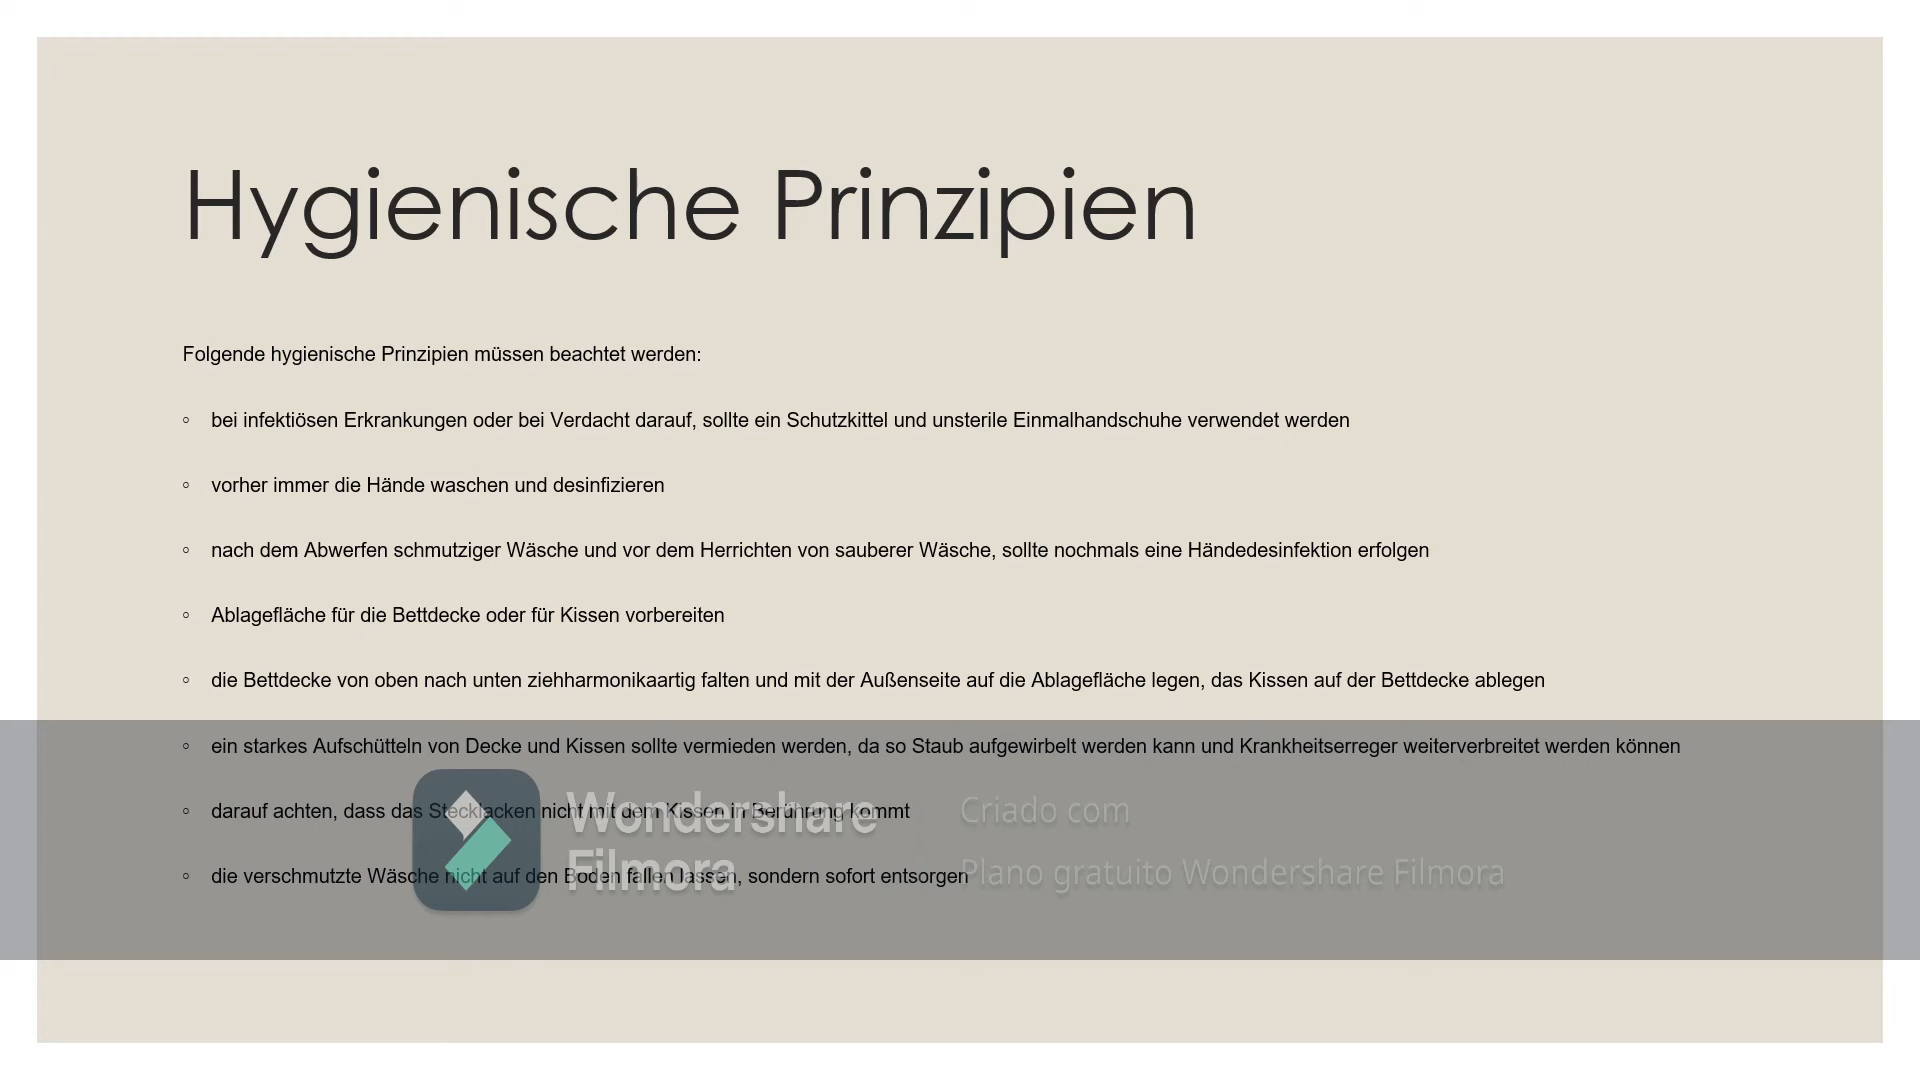 Hygienische Prinzipien
Folgende hygienische Prinzipien müssen beachtet werden:
◦ bei infektiösen Erkrankungen oder bei Verdacht darauf, sollte ein Schutzkittel und unsterile Einmalhandschuhe verwendet werden
◦ vorher immer die Hände waschen und desinfizieren
◦ nach dem Abwerfen schmutziger Wäsche und vor dem Herrichten von sauberer Wäsche, sollte nochmals eine Händedesinfektion erfolgen
◦ Ablagefläche für die Bettdecke oder für Kissen vorbereiten
◦ die Bettdecke von oben nach unten ziehharmonikaartig falten und mit der Außenseite auf die Ablagefläche legen, das Kissen auf der Bettdecke ablegen
◦ ein starkes Aufschütteln von Decke und Kissen sollte vermieden werden, da so Staub aufgewirbelt werden kann und Krankheitserreger weiterverbreitet werden können
◦ darauf achten, dass das Stecklacken nicht mit dem Kissen in Berührung kommt
◦ die verschmutzte Wäsche nicht auf den Boden fallen lassen, sondern sofort entsorgen
Wondershare
Filmora
Criado com
Plano gratuito Wondershare Filmora